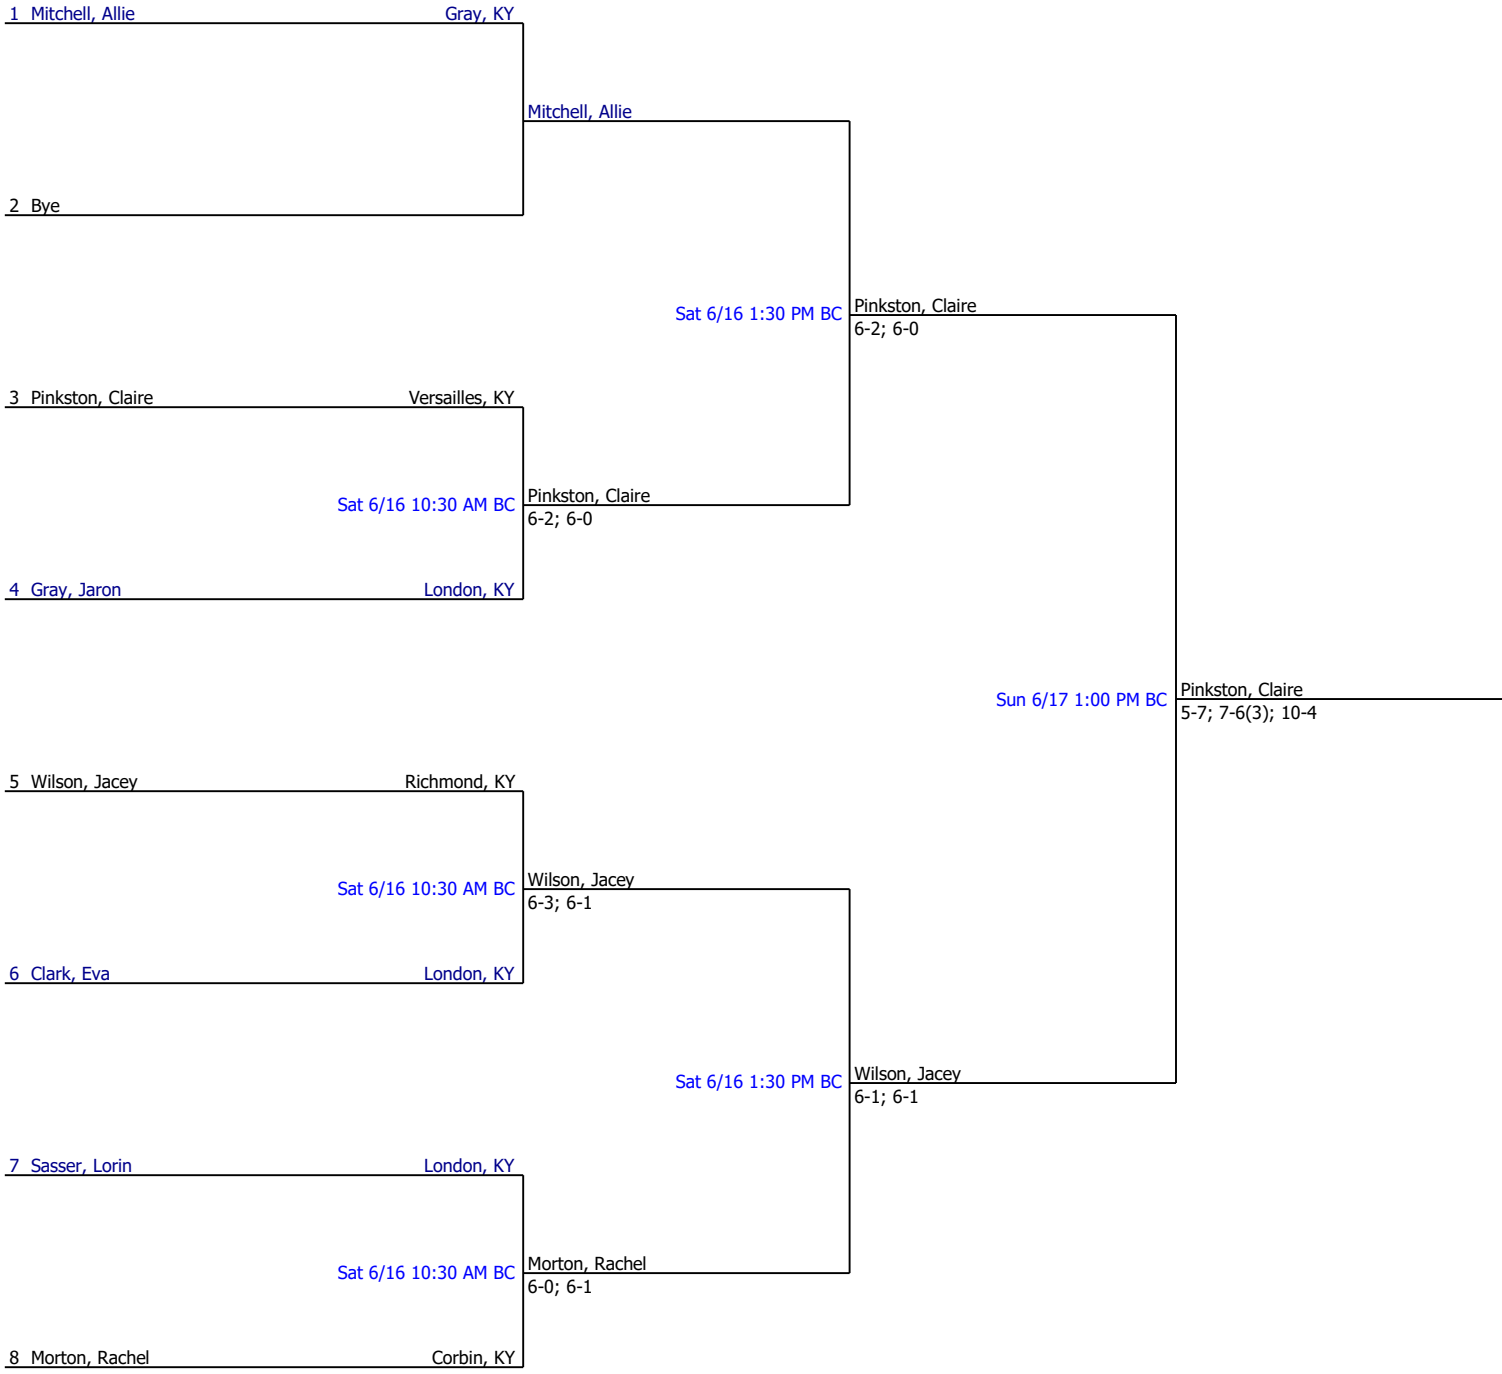 1 Mitchell, Allie Gray, KY
Mitchell, Allie
2 Bye
Sat 6/16 1:30 PM BC
Pinkston, Claire
6-2; 6-0
3 Pinkston, Claire Versailles, KY
Sat 6/16 10:30 AM BC
Pinkston, Claire
6-2; 6-0
4 Gray, Jaron London, KY
Sun 6/17 1:00 PM BC
Pinkston, Claire
5-7; 7-6(3); 10-4
5 Wilson, Jacey Richmond, KY
Sat 6/16 10:30 AM BC
Wilson, Jacey
6-3; 6-1
6 Clark, Eva London, KY
Sat 6/16 1:30 PM BC
Wilson, Jacey
6-1; 6-1
7 Sasser, Lorin London, KY
Sat 6/16 10:30 AM BC
Morton, Rachel
6-0; 6-1
8 Morton, Rachel Corbin, KY